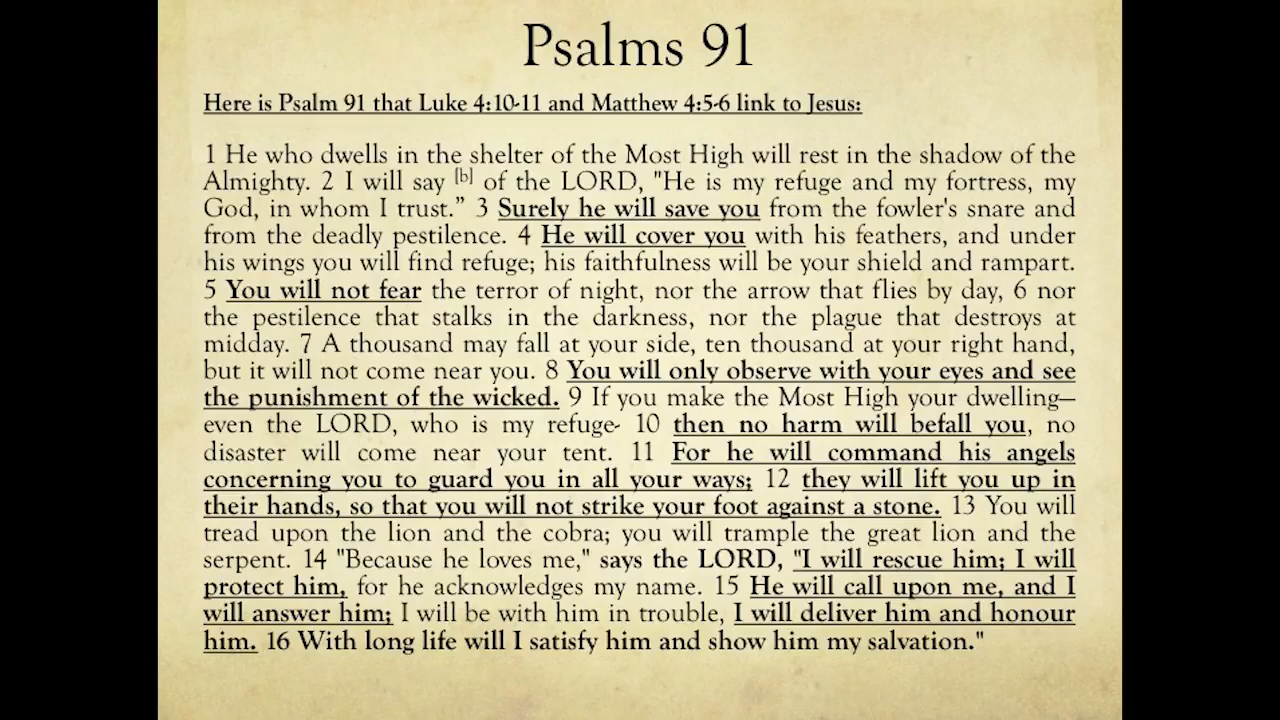 Psalms 91
Here is Psalm 91 that Luke 4:10-11 and Matthew 4:5-6 link to Jesus:
1 He who dwells in the shelter of the Most High will rest in the shadow of the
Almighty. 2 I will say [b] of the LORD, "He is my refuge and my fortress, my
God, in whom I trust.” 3 Surely he will save you from the fowler's snare and
from the deadly pestilence. 4 He will cover you with his feathers, and under
his wings you will find refuge; his faithfulness will be your shield and rampart.
5 You will not fear the terror of night, nor the arrow that flies by day, 6 nor
the pestilence that stalks in the darkness, nor the plague that destroys at
midday. 7 A thousand may fall at your side, ten thousand at your right hand,
but it will not come near you. 8 You will only observe with your eyes and see
the punishment of the wicked. 9 If you make the Most High your dwelling—
even the LORD, who is my refuge- 10 then no harm will befall you, no
disaster will come near your tent. 11 For he will command his angels
concerning you to guard you in all your ways; 12 they will lift you up in
their hands, so that you will not strike your foot against a stone. 13 You will
tread upon the lion and the cobra; you will trample the great lion and the
serpent. 14 "Because he loves me," says the LORD, "I will rescue him; I will
protect him, for he acknowledges my name. 15 He will call upon me, and I
will answer him; I will be with him in trouble, I will deliver him and honour
him. 16 With long life will I satisfy him and show him my salvation."